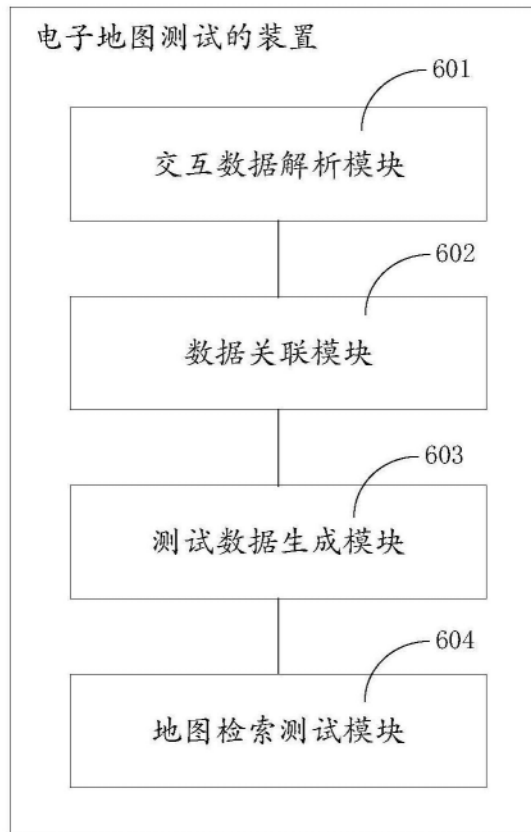 电子地图测试的装置
601
交互数据解析模块
602
数据关联模块
603
测试数据生成模块
604
地图检索测试模块